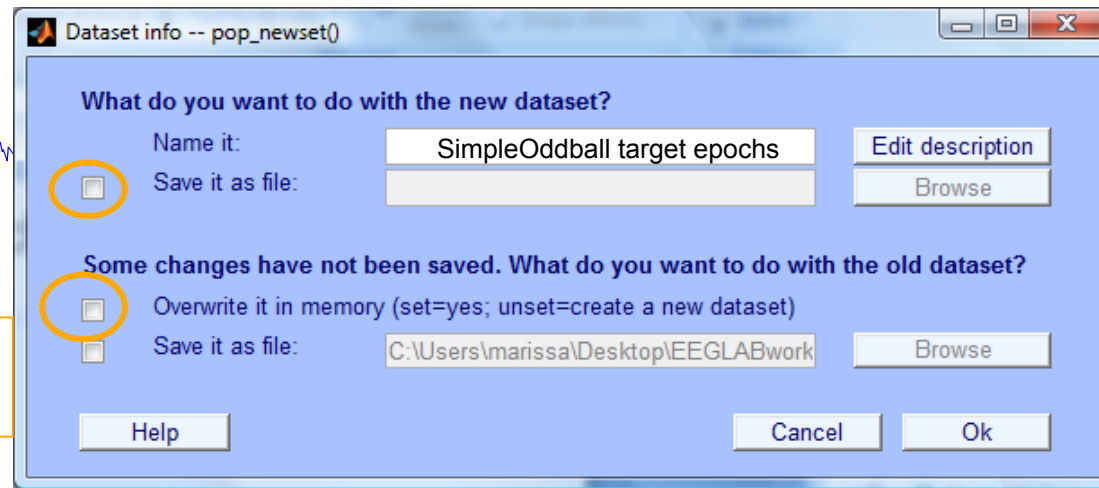 Dataset info -- pop_newset()
What do you want to do with the new dataset?
Name it: SimpleOddball target epochs Edit description
Save it as file: Browse
Some changes have not been saved. What do you want to do with the old dataset?
Overwrite it in memory (set=yes; unset=create a new dataset)
Save it as file: C:\Users\marissa\Desktop\EEGLABwork Browse
Help Cancel Ok